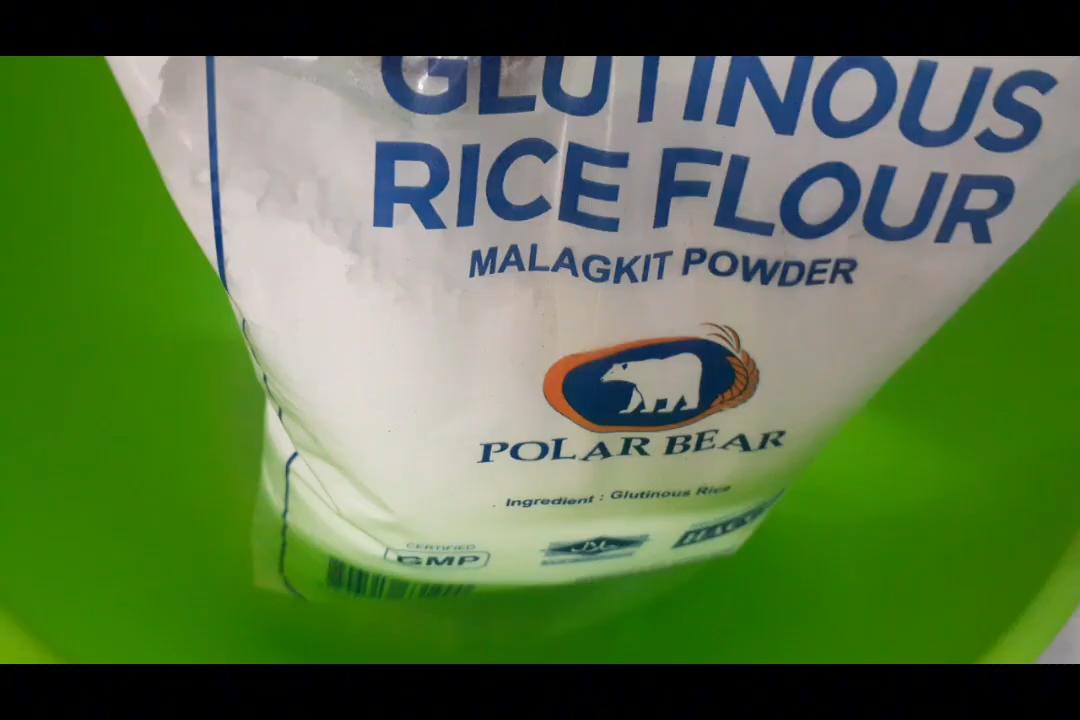 GLUTINOUS
RICE FLOUR
MALAGKIT POWDER
POLAR BEAR
Ingredient : Glutinous Rice
CERTIFIED
GMP